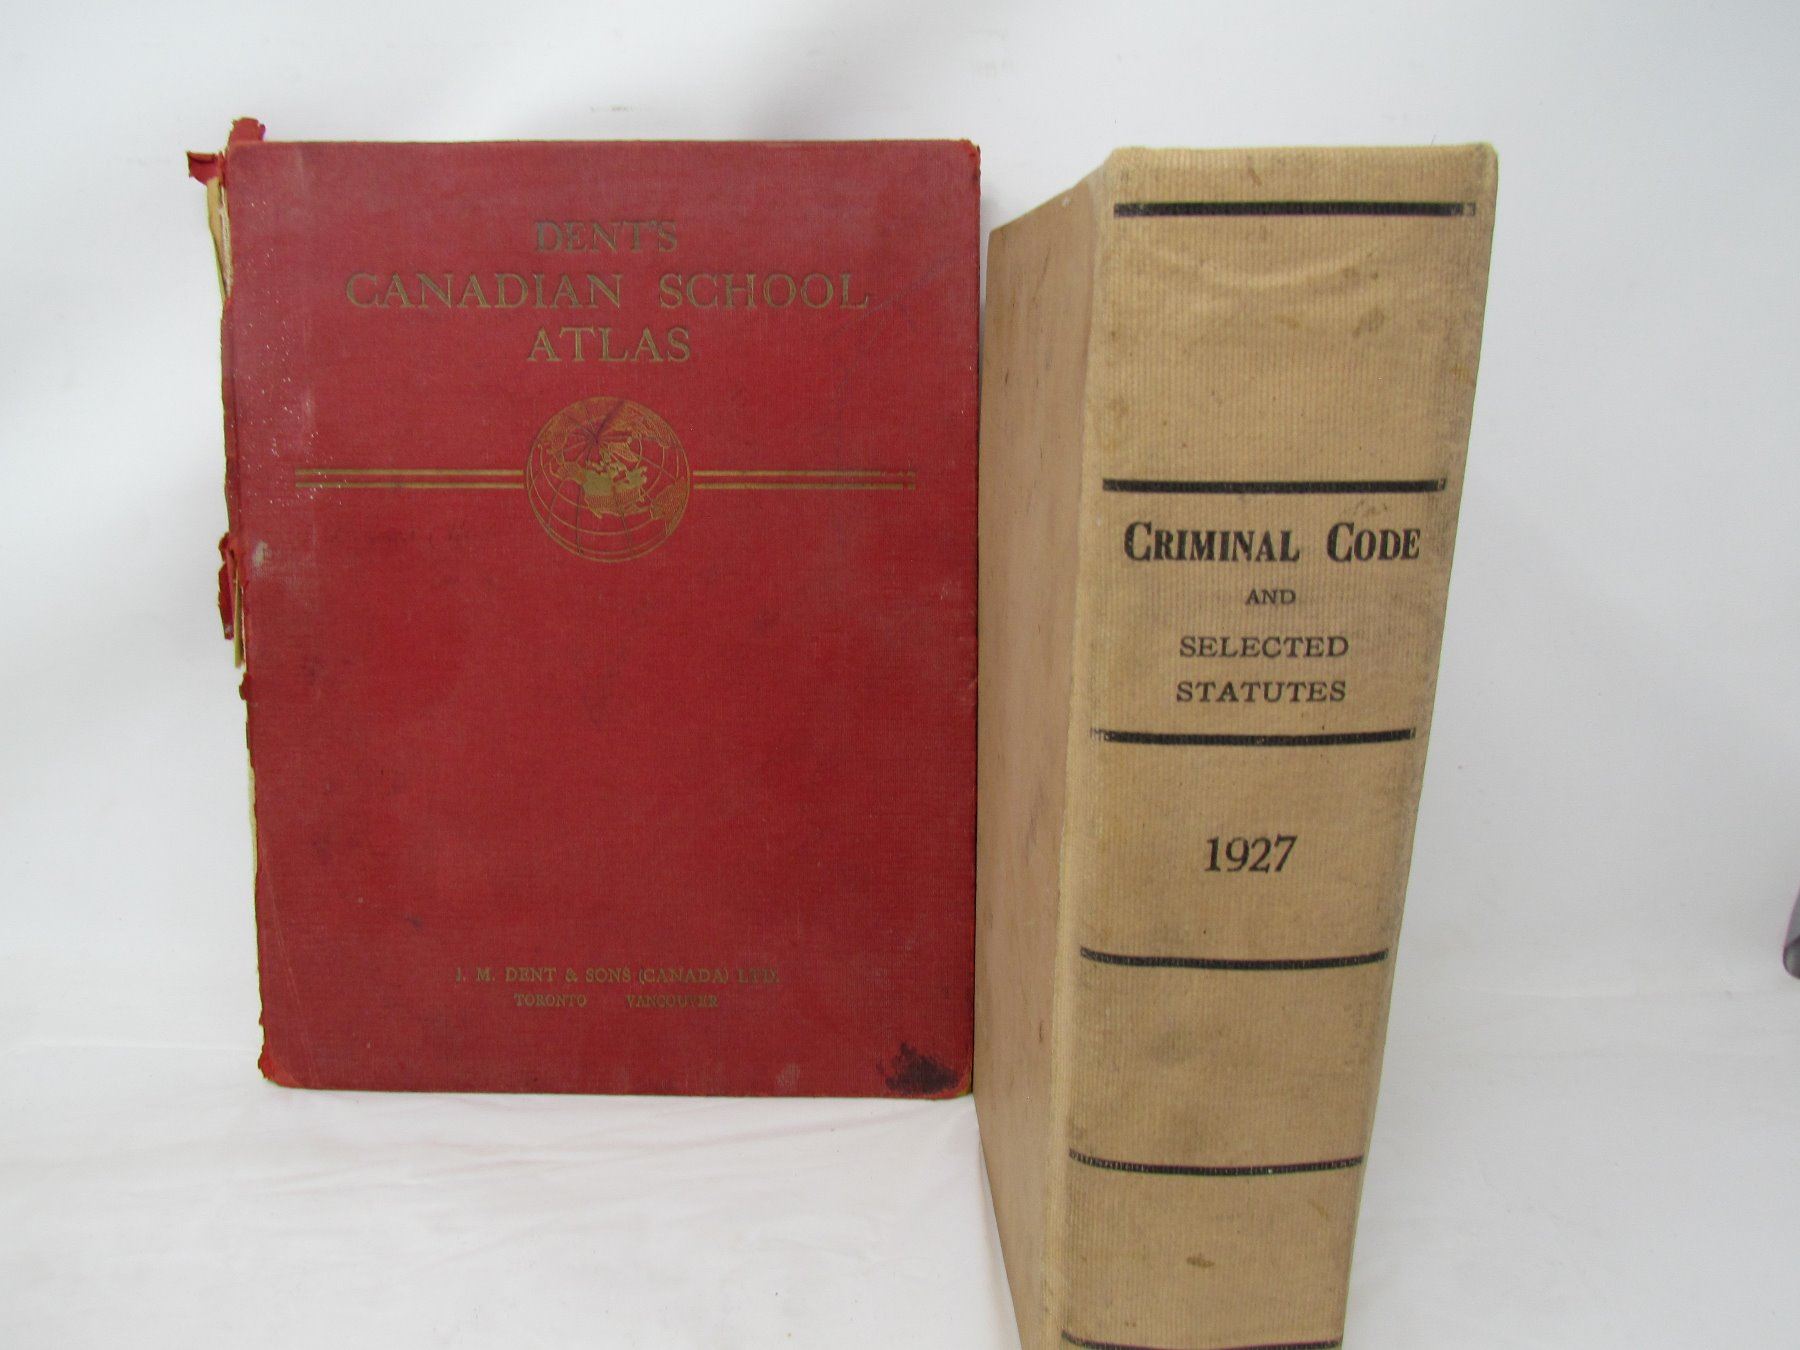 DENT'S
CANADIAN SCHOOL
ATLAS
J. M. DENT & SONS (CANADA) LTD.
TORONTO VANCOUVER
CRIMINAL CODE
AND
SELECTED
STATUTES
1927